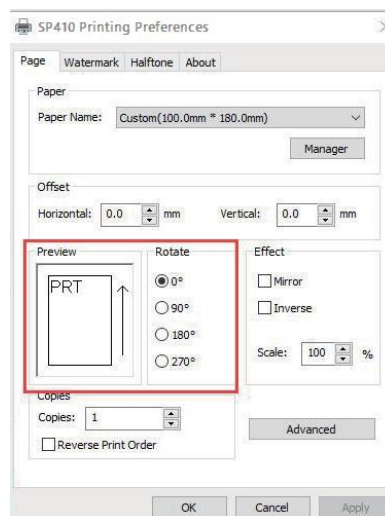 SP410 Printing Preferences
Page Watermark Halftone About
Paper
Paper Name: Custom(100.0mm * 180.0mm)
Manager
Offset
Horizontal: 0.0 mm Vertical: 0.0 mm
Preview Rotate Effect
PRT
0°
90°
180°
270°
Mirror
Inverse
Scale: 100 %
Copies
Copies: 1
Reverse Print Order
Advanced
OK Cancel Apply